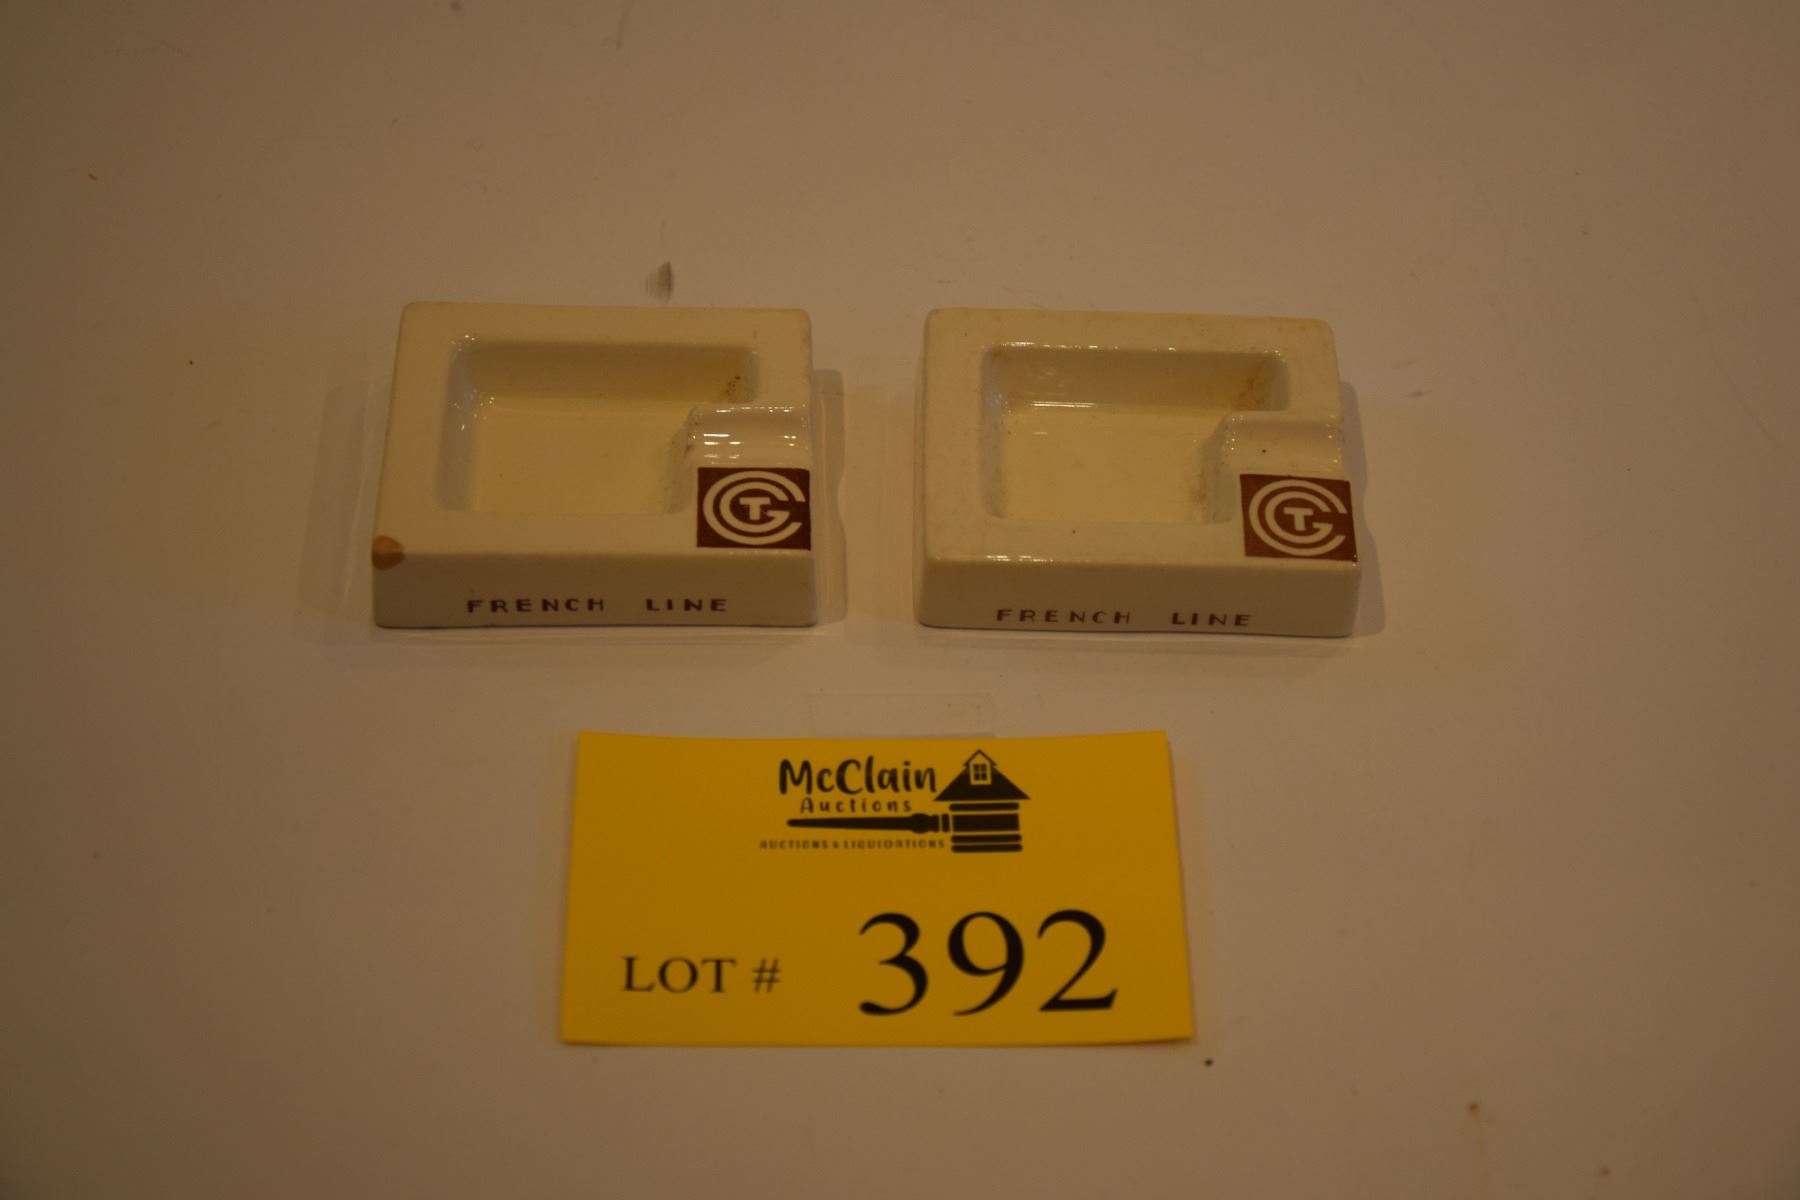 CGT
FRENCH LINE
CGT
FRENCH LINE
McClain
Auctions
AUCTIONS & LIQUIDATIONS
LOT # 392